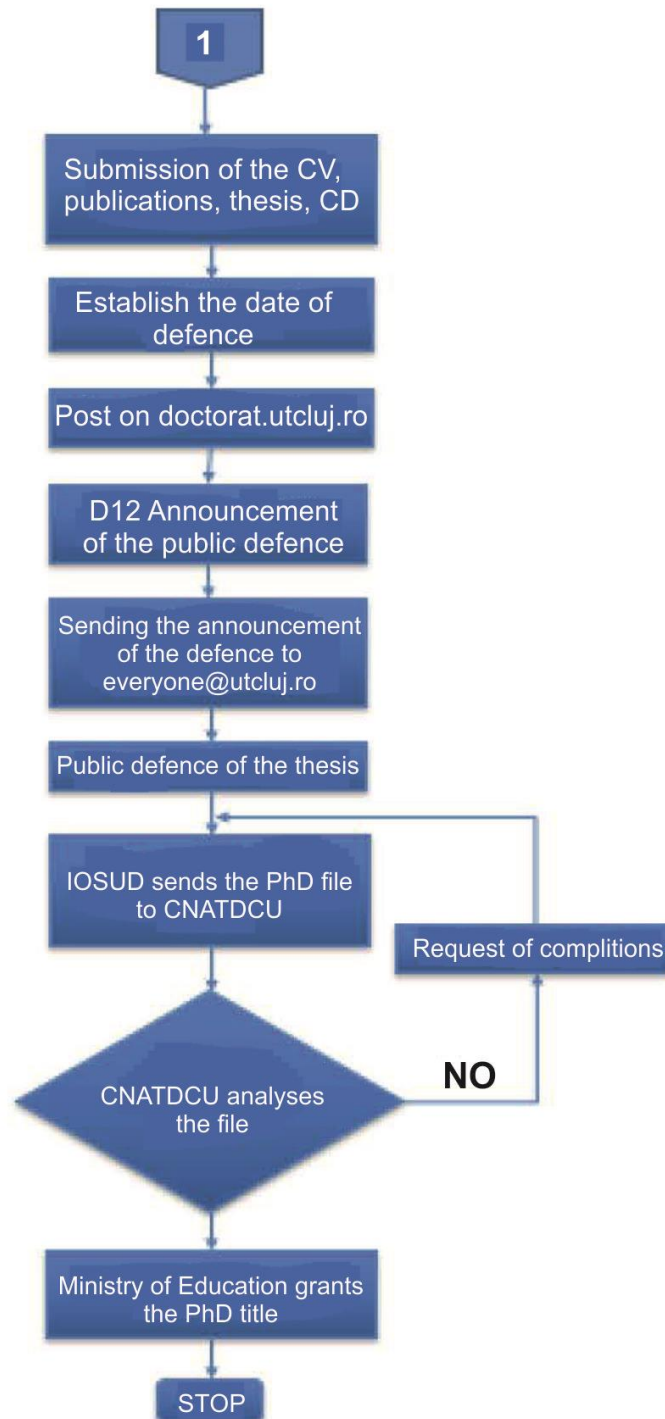 1
Submission of the CV,
publications, thesis, CD
Establish the date of
defence
Post on doctorat.utcluj.ro
D12 Announcement
of the public defence
Sending the announcement
of the defence to
everyone@utcluj.ro
Public defence of the thesis
IOSUD sends the PhD file
to CNATDCU
Request of complitions
NO
CNATDCU analyses
the file
Ministry of Education grants
the PhD title
STOP